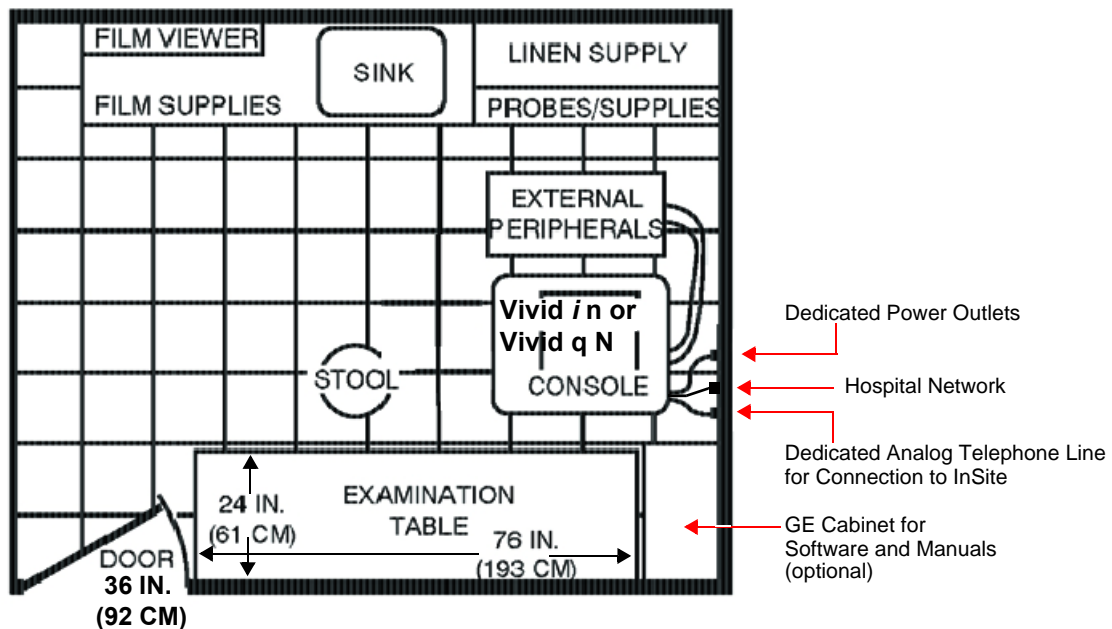 FILM VIEWER
SINK
LINEN SUPPLY
FILM SUPPLIES
PROBES/SUPPLIES
EXTERNAL
PERIPHERALS
Vivid i n or
Vivid q N
CONSOLE
STOOL
Dedicated Power Outlets
Hospital Network
Dedicated Analog Telephone Line
for Connection to InSite
GE Cabinet for
Software and Manuals
(optional)
EXAMINATION
TABLE
24 IN.
(61 CM)
76 IN.
(193 CM)
DOOR
36 IN.
(92 CM)